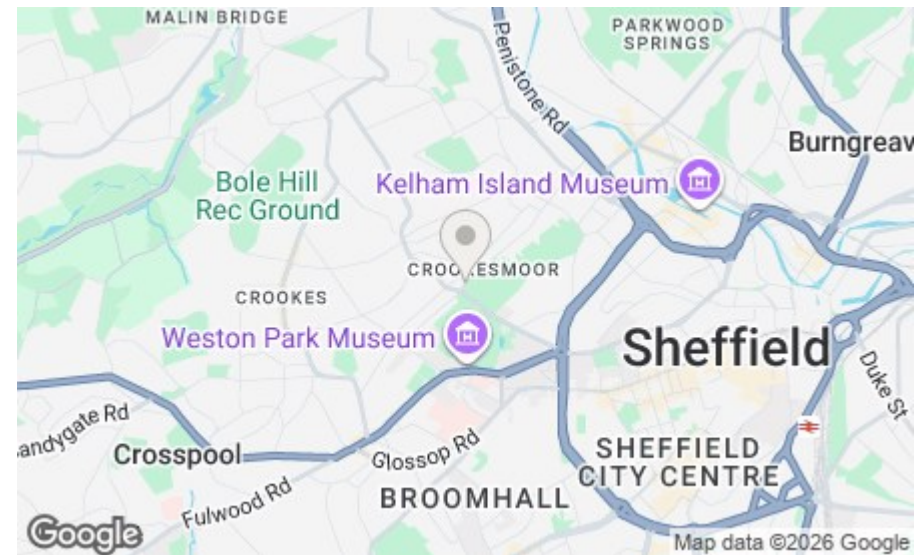 MALIN BRIDGE
PARKWOOD
SPRINGS
Penistone Rd
Burngreav
Bole Hill
Rec Ground
Kelham Island Museum
CROOKESMOOR
CROOKES
Weston Park Museum
Sheffield
Duke St
andygate Rd
Crosspool
Glossop Rd
SHEFFIELD
CITY CENTRE
Fulwood Rd
BROOMHALL
Google
Map data ©2026 Google